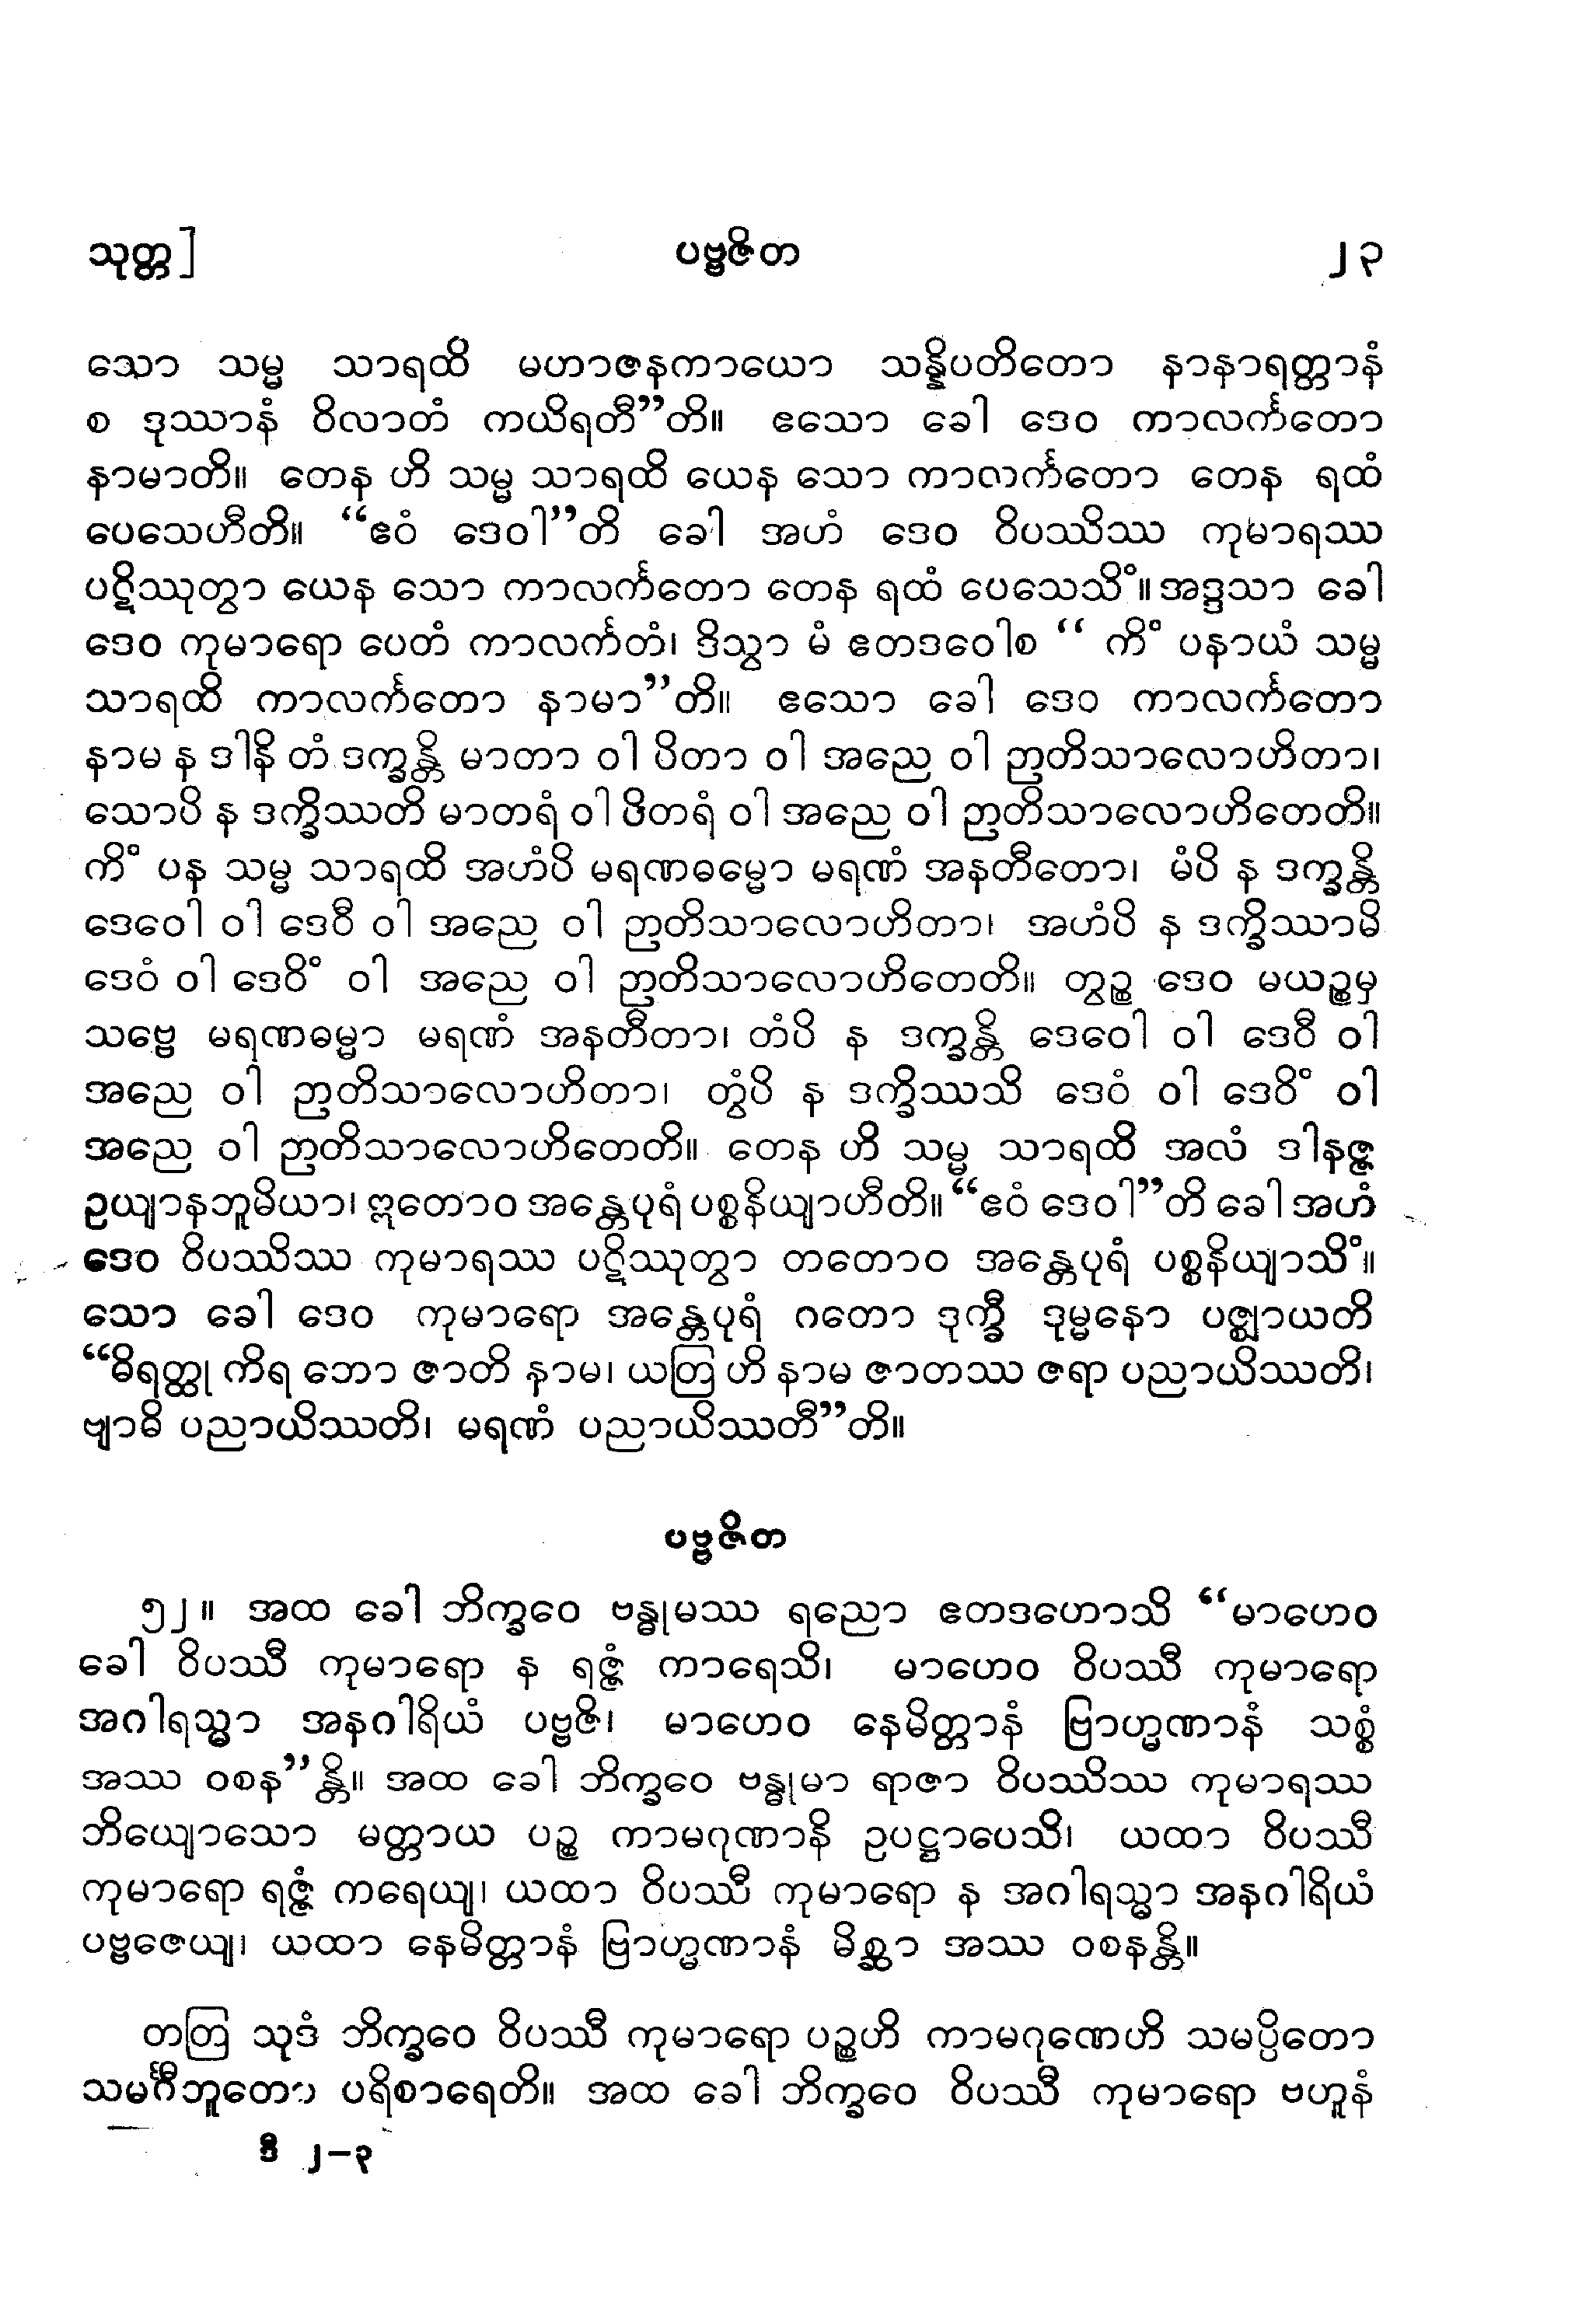 သုတ္တ] ပဗ္ဗဇိတ ၂၃
သော သမ္မ သာရထိ မဟာဇနကာယော သန္နိပတိတော နာနာရတ္တာနံ
စ ဒုဿာနံ ဝိလာတံ ကယိရတီ”တိ။ ဧသော ခေါ ဒေဝ ကာလင်္ကတော
နာမာတိ။ တေန ဟိ သမ္မ သာရထိ ယေန သော ကာလင်္ကတော တေန ရထံ
ပေသေဟီတိ။ “ဧဝံ ဒေဝါ”တိ ခေါ အဟံ ဒေဝ ဝိပဿိဿ ကုမာရဿ
ပဋိဿုတွာ ယေန သော ကာလင်္ကတော တေန ရထံ ပေသေသိံ။ အဒ္ဒသာ ခေါ
ဒေဝ ကုမာရော ပေတံ ကာလင်္ကတံ၊ ဒိသွာ မံ ဧတဒဝေါစ “ ကိံ ပနာယံ သမ္မ
သာရထိ ကာလင်္ကတော နာမာ”တိ။ ဧသော ခေါ ဒေဝ ကာလင်္ကတော
နာမ န ဒါနိ တံ ဒက္ခန္တိ မာတာ ဝါ ပိတာ ဝါ အညေ ဝါ ဉာတိသာလောဟိတာ၊
သောပိ န ဒက္ခိဿတိ မာတရံ ဝါ ပိတရံ ဝါ အညေ ဝါ ဉာတိသာလောဟိတေတိ။
ကိံ ပန သမ္မ သာရထိ အဟံပိ မရဏဓမ္မော မရဏံ အနတီတော၊ မံပိ န ဒက္ခန္တိ
ဒေဝေါ ဝါ ဒေဝီ ဝါ အညေ ဝါ ဉာတိသာလောဟိတာ၊ အဟံပိ န ဒက္ခိဿာမိ
ဒေဝံ ဝါ ဒေဝိံ ဝါ အညေ ဝါ ဉာတိသာလောဟိတေတိ။ တွဉ္စ ဒေဝ မယဉ္စမှ
သဗ္ဗေ မရဏဓမ္မာ မရဏံ အနတီတာ၊ တံပိ န ဒက္ခန္တိ ဒေဝေါ ဝါ ဒေဝီ ဝါ
အညေ ဝါ ဉာတိသာလောဟိတာ၊ တွံပိ န ဒက္ခိဿသိ ဒေဝံ ဝါ ဒေဝိံ ဝါ
အညေ ဝါ ဉာတိသာလောဟိတေတိ။ တေန ဟိ သမ္မ သာရထိ အလံ ဒါနဇ္ဇ
ဥယျာနဘူမိယာ၊ ဣတောဝ အန္တေပုရံ ပစ္စနိယျာဟီတိ။ “ဧဝံ ဒေဝါ”တိ ခေါ အဟံ
ဒေဝ ဝိပဿိဿ ကုမာရဿ ပဋိဿုတွာ တတောဝ အန္တေပုရံ ပစ္စနိယျာသိံ။
သော ခေါ ဒေဝ ကုမာရော အန္တေပုရံ ဂတော ဒုက္ခီ ဒုမ္မနော ပဇ္ဈာယတိ
“ဓိရတ္ထု ကိရ ဘော ဇာတိ နာမ၊ ယတြ ဟိ နာမ ဇာတဿ ဇရာ ပညာယိဿတိ၊
ဗျာဓိ ပညာယိဿတိ၊ မရဏံ ပညာယိဿတီ”တိ။
ပဗ္ဗဇိတ
၅၂။ အထ ခေါ ဘိက္ခဝေ ဗန္ဓုမဿ ရညော ဧတဒဟောသိ “မာဟေဝ
ခေါ ဝိပဿီ ကုမာရော န ရဇ္ဇံ ကာရေသိ၊ မာဟေဝ ဝိပဿီ ကုမာရော
အဂါရသ္မာ အနဂါရိယံ ပဗ္ဗဇိ၊ မာဟေဝ နေမိတ္တာနံ ဗြာဟ္မဏာနံ သစ္စံ
အဿ ဝစန”န္တိ။ အထ ခေါ ဘိက္ခဝေ ဗန္ဓုမာ ရာဇာ ဝိပဿိဿ ကုမာရဿ
ဘိယျောသော မတ္တာယ ပဉ္စ ကာမဂုဏာနိ ဥပဋ္ဌာပေသိ၊ ယထာ ဝိပဿီ
ကုမာရော ရဇ္ဇံ ကရေယျ၊ ယထာ ဝိပဿီ ကုမာရော န အဂါရသ္မာ အနဂါရိယံ
ပဗ္ဗဇေယျ၊ ယထာ နေမိတ္တာနံ ဗြာဟ္မဏာနံ မိစ္ဆာ အဿ ဝစနန္တိ။
တတြ သုဒံ ဘိက္ခဝေ ဝိပဿီ ကုမာရော ပဉ္စဟိ ကာမဂုဏေဟိ သမပ္ပိတော
သမင်္ဂီဘူတော ပရိစာရေတိ။ အထ ခေါ ဘိက္ခဝေ ဝိပဿီ ကုမာရော ဗဟူနံ
ဒီ ၂–၃